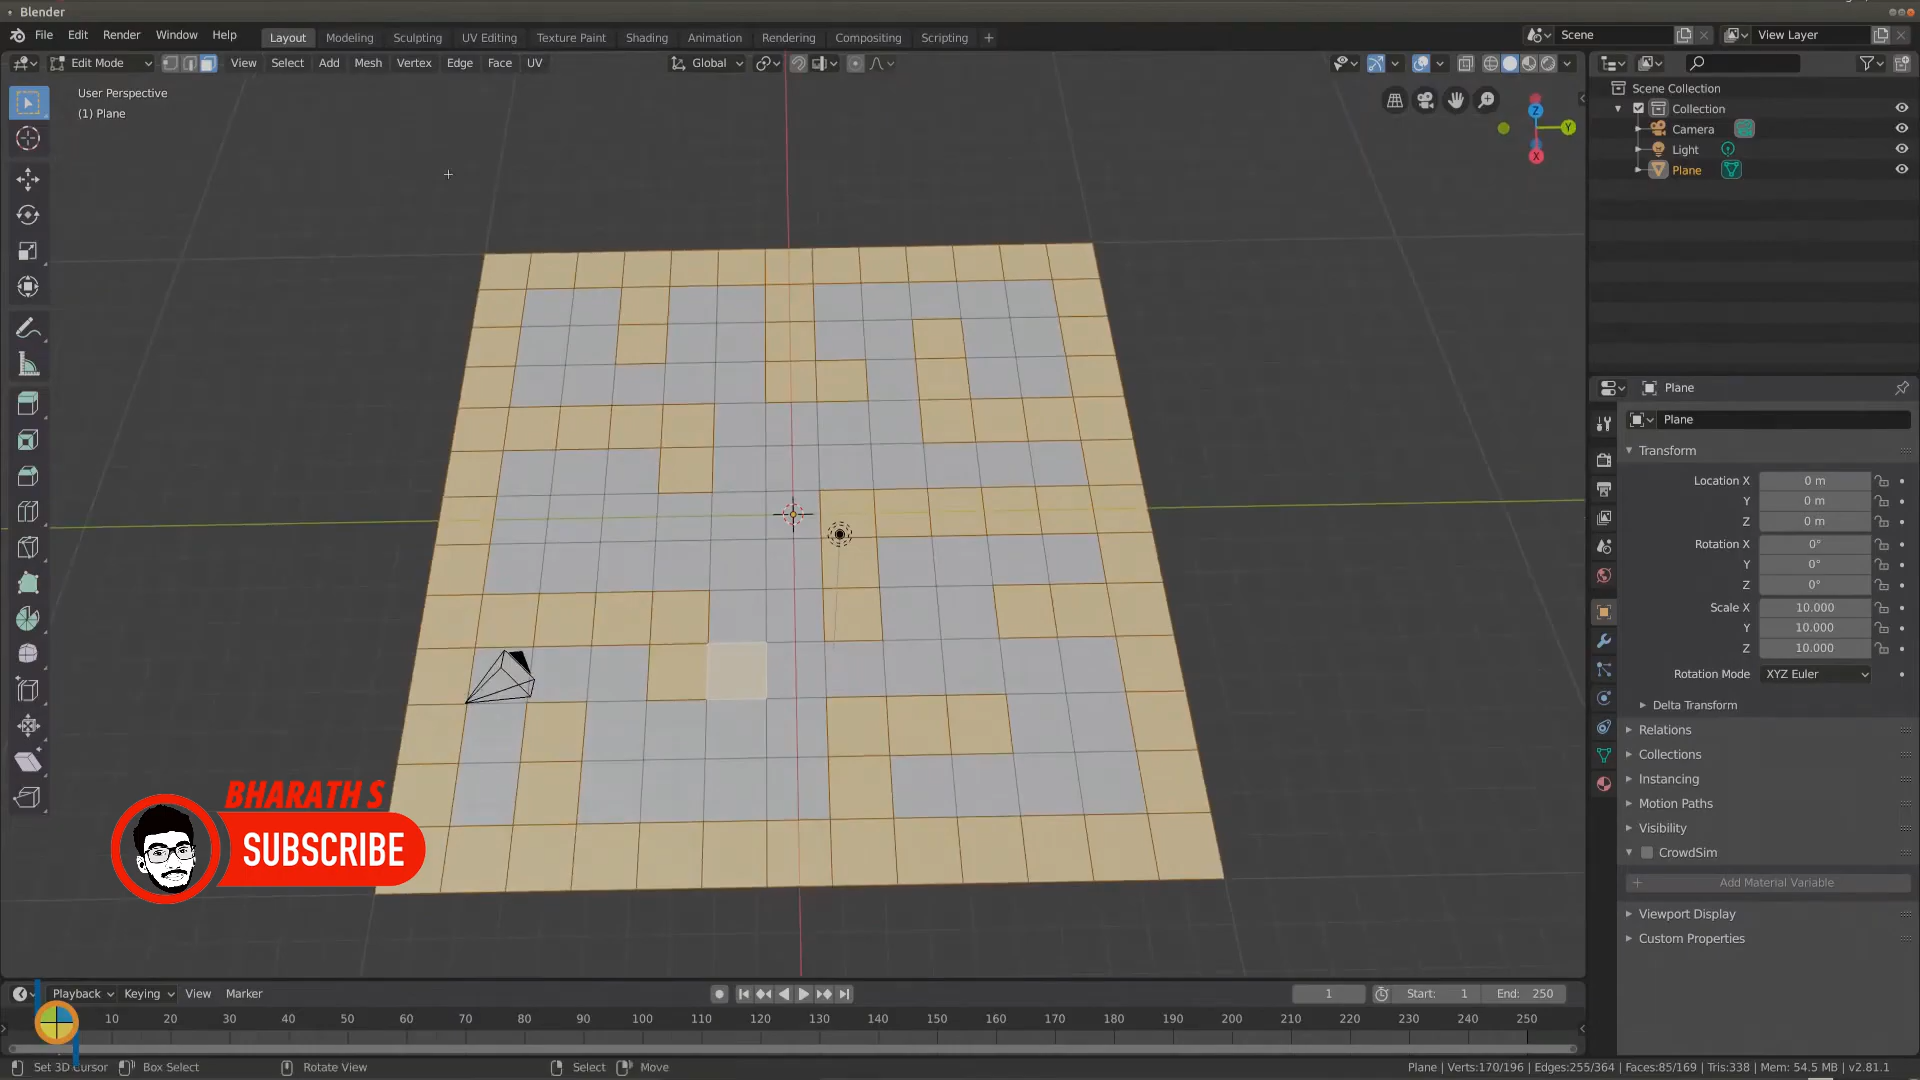 Blender
File Edit Render Window Help
Layout Modeling Sculpting UV Editing Texture Paint Shading Animation Rendering Compositing Scripting +
Scene
View Layer
Edit Mode View Select Add Mesh Vertex Edge Face UV
Global
User Perspective
(1) Plane
Z
Y
X
Scene Collection
Collection
Camera
Light
Plane
Plane
Plane
Transform
Location X 0 m
Y 0 m
Z 0 m
Rotation X 0°
Y 0°
Z 0°
Scale X 10.000
Y 10.000
Z 10.000
Rotation Mode XYZ Euler
Delta Transform
Relations
Collections
Instancing
Motion Paths
Visibility
CrowdSim
Add Material Variable
Viewport Display
Custom Properties
BHARATH S
SUBSCRIBE
Playback Keying View Marker
1 Start: 1 End: 250
10 20 30 40 50 60 70 80 90 100 110 120 130 140 150 160 170 180 190 200 210 220 230 240 250
Set 3D Cursor Box Select Rotate View Select Move
Plane | Verts:170/196 | Edges:255/364 | Faces:85/169 | Tris:338 | Mem: 54.5 MB | v2.81.1